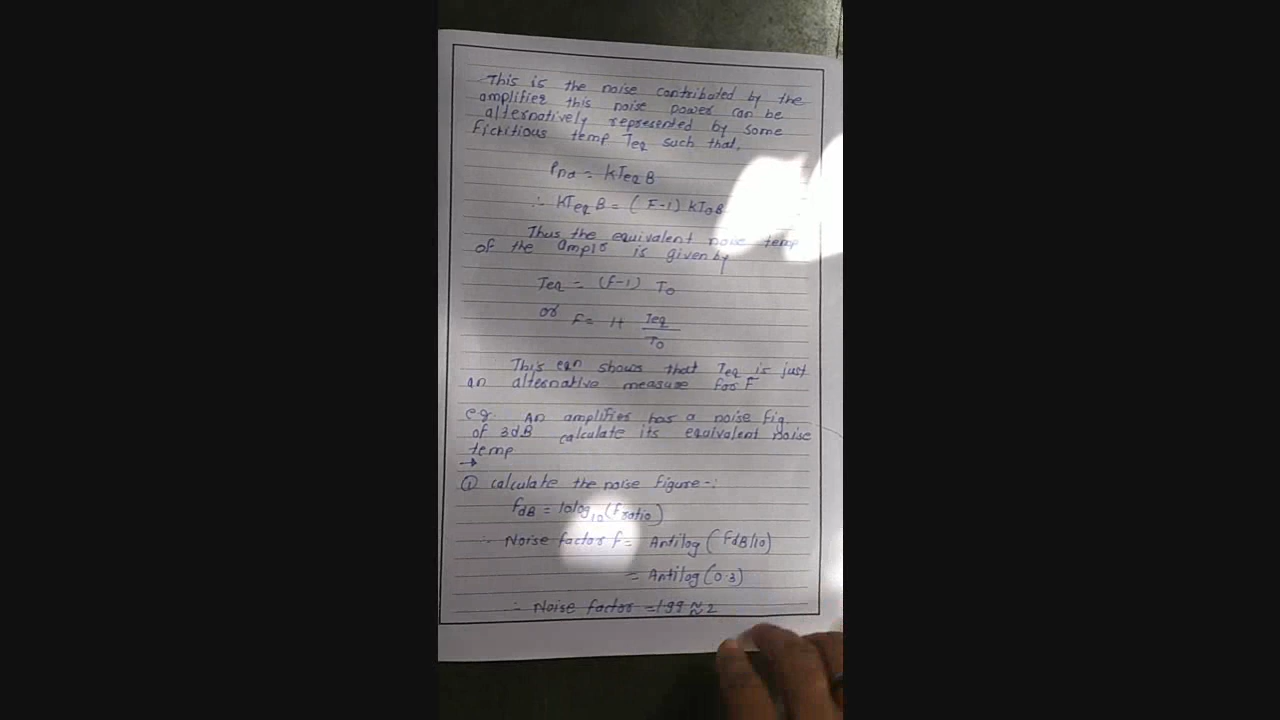 This is the noise contributed by the
amplifier this noise power can be
alternatively represented by some
Fictitious temp Teq such that,
Pna = KTeq B
∴ KTeq B = ( F-1) KT0B
Thus the equivalent noise temp
of the amplr is given by
Teq = (F-1) T0
or F = 1+ Teq
T0
This eqn shows that Teq is just
an alternative measure for F
eg. An amplifier has a noise fig.
of 3dB calculate its equivalent noise
temp
→
① calculate the noise figure-:
FdB = 10log10(Fratio)
∴ Noise factor F= Antilog (FdB/10)
= Antilog (0.3)
∴ Noise factor =1.99 ≈ 2